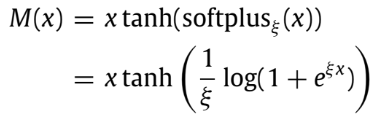 M(x) = x tanh(softplus_ξ(x))
= x tanh ( 1/ξ log(1 + e^{ξx}) )